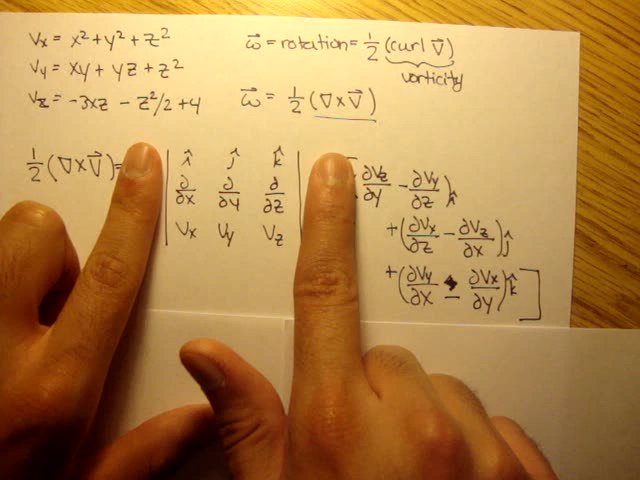 Vx = x² + y² + z²
Vy = xy + yz + z²
Vz = -3xz - z²/2 + 4
ω⃗ = rotation = 1/2 (curl V⃗)
vorticity
ω⃗ = 1/2 (∇×V⃗)
1/2 (∇×V⃗) =
| î ĵ k̂ |
| ∂/∂x ∂/∂y ∂/∂z |
| Vx Vy Vz |
∂Vz/∂y - ∂Vy/∂z ) î
+ (∂Vx/∂z - ∂Vz/∂x) ĵ
+ (∂Vy/∂x - ∂Vx/∂y) k̂ ]